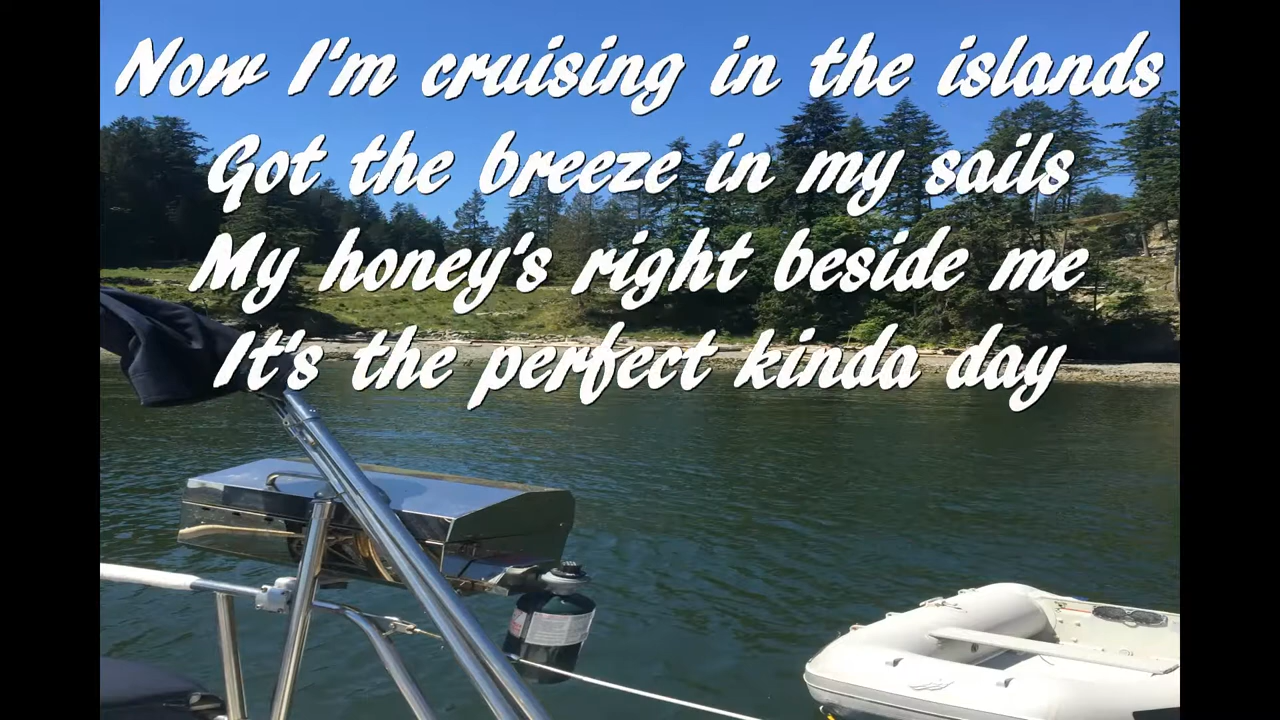 Now I'm cruising in the islands
Got the breeze in my sails
My honey's right beside me
It's the perfect kinda day